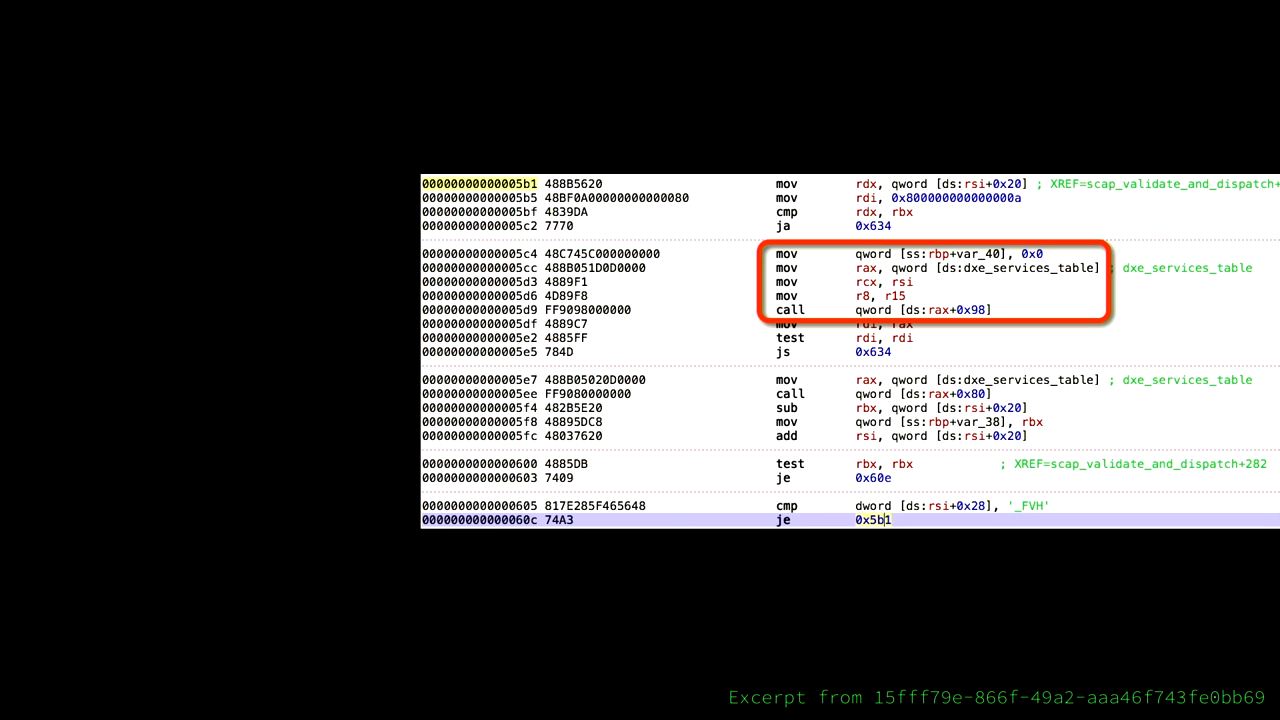 00000000000005b1 488B5620 mov rdx, qword [ds:rsi+0x20] ; XREF=scap_validate_and_dispatch+
00000000000005b5 48BF0A00000000000080 mov rdi, 0x800000000000000a
00000000000005bf 4839DA cmp rdx, rbx
00000000000005c2 7770 ja 0x634
00000000000005c4 48C745C000000000 mov qword [ss:rbp+var_40], 0x0
00000000000005cc 488B051D0D0000 mov rax, qword [ds:dxe_services_table] ; dxe_services_table
00000000000005d3 4889F1 mov rcx, rsi
00000000000005d6 4D89F8 mov r8, r15
00000000000005d9 FF9098000000 call qword [ds:rax+0x98]
00000000000005df 4889C7 mov rdi, rax
00000000000005e2 4885FF test rdi, rdi
00000000000005e5 784D js 0x634
00000000000005e7 488B05020D0000 mov rax, qword [ds:dxe_services_table] ; dxe_services_table
00000000000005ee FF9080000000 call qword [ds:rax+0x80]
00000000000005f4 482B5E20 sub rbx, qword [ds:rsi+0x20]
00000000000005f8 48895DC8 mov qword [ss:rbp+var_38], rbx
00000000000005fc 48037620 add rsi, qword [ds:rsi+0x20]
0000000000000600 4885DB test rbx, rbx ; XREF=scap_validate_and_dispatch+282
0000000000000603 7409 je 0x60e
0000000000000605 817E285F465648 cmp dword [ds:rsi+0x28], '_FVH'
000000000000060c 74A3 je 0x5b1
Excerpt from 15fff79e-866f-49a2-aaa46f743fe0bb69